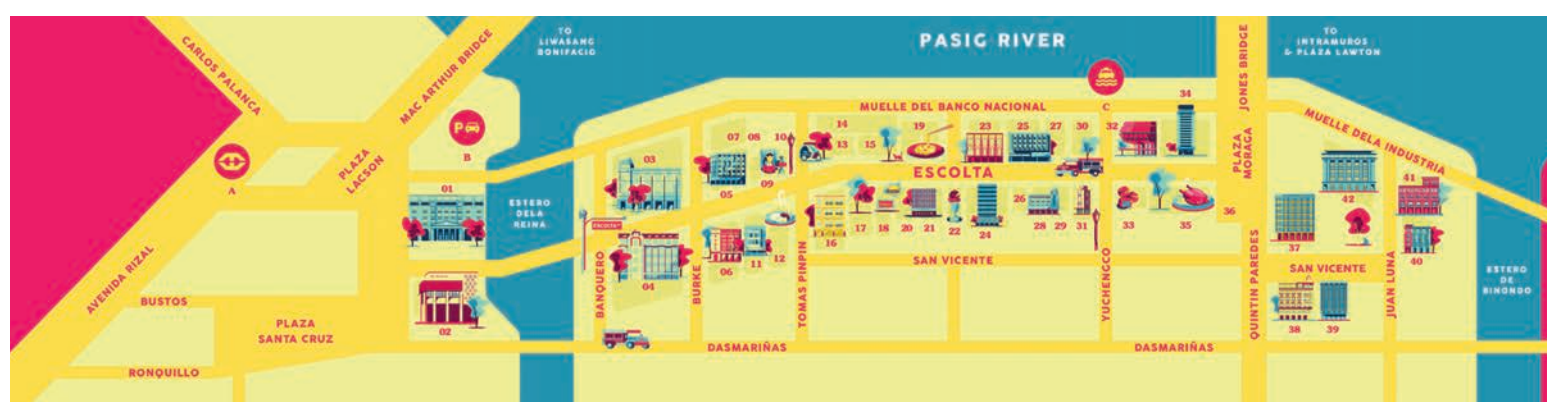 TO
LIWASANG
BONIFACIO
PASIG RIVER
TO
INTRAMUROS
& PLAZA LAWTON
CARLOS PALANCA
MAC ARTHUR BRIDGE
JONES BRIDGE
MUELLE DEL BANCO NACIONAL
C
34
MUELLE DELA INDUSTRIA
P
B
A
PLAZA
LACSON
07
08
10
14
13
15
19
23
25
27
30
32
PLAZA
MORAGA
03
05
09
ESCOLTA
42
41
01
ESTERO
DELA
REINA
16
17
18
20
21
22
24
26
28
29
31
33
35
36
37
40
04
06
11
12
SAN VICENTE
SAN VICENTE
AVENIDA RIZAL
BANQUERO
BURKE
TOMAS PINPIN
YUCHENGCO
QUINTIN PAREDES
JUAN LUNA
ESTERO
DE
BINONDO
BUSTOS
02
38
39
PLAZA
SANTA CRUZ
DASMARIÑAS
DASMARIÑAS
RONQUILLO